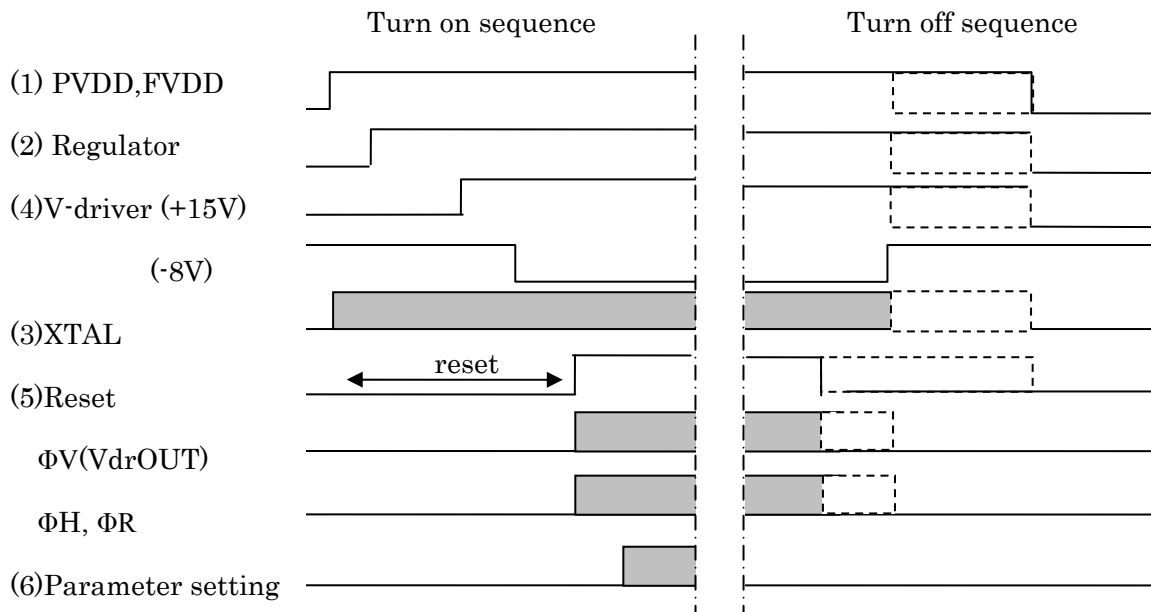 Turn on sequence Turn off sequence
(1) PVDD,FVDD
(2) Regulator
(4)V-driver (+15V)
(-8V)
(3)XTAL
reset
(5)Reset
ΦV(VdrOUT)
ΦH, ΦR
(6)Parameter setting